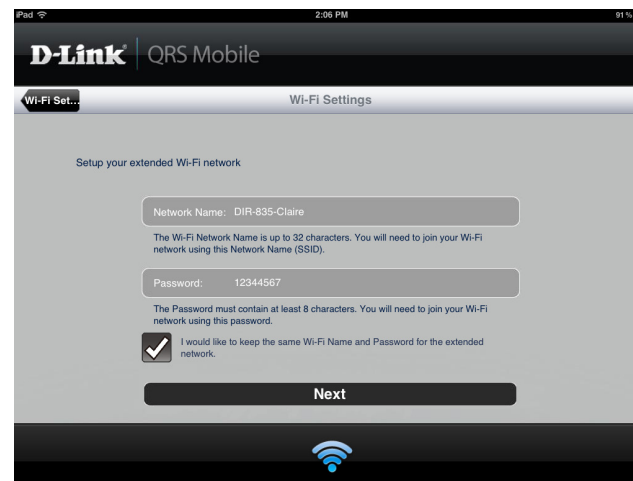 iPad 2:06 PM 91%
D-Link® QRS Mobile
Wi-Fi Set... Wi-Fi Settings
Setup your extended Wi-Fi network
Network Name: DIR-835-Claire
The Wi-Fi Network Name is up to 32 characters. You will need to join your Wi-Fi
network using this Network Name (SSID).
Password: 12344567
The Password must contain at least 8 characters. You will need to join your Wi-Fi
network using this password.
I would like to keep the same Wi-Fi Name and Password for the extended
network.
Next